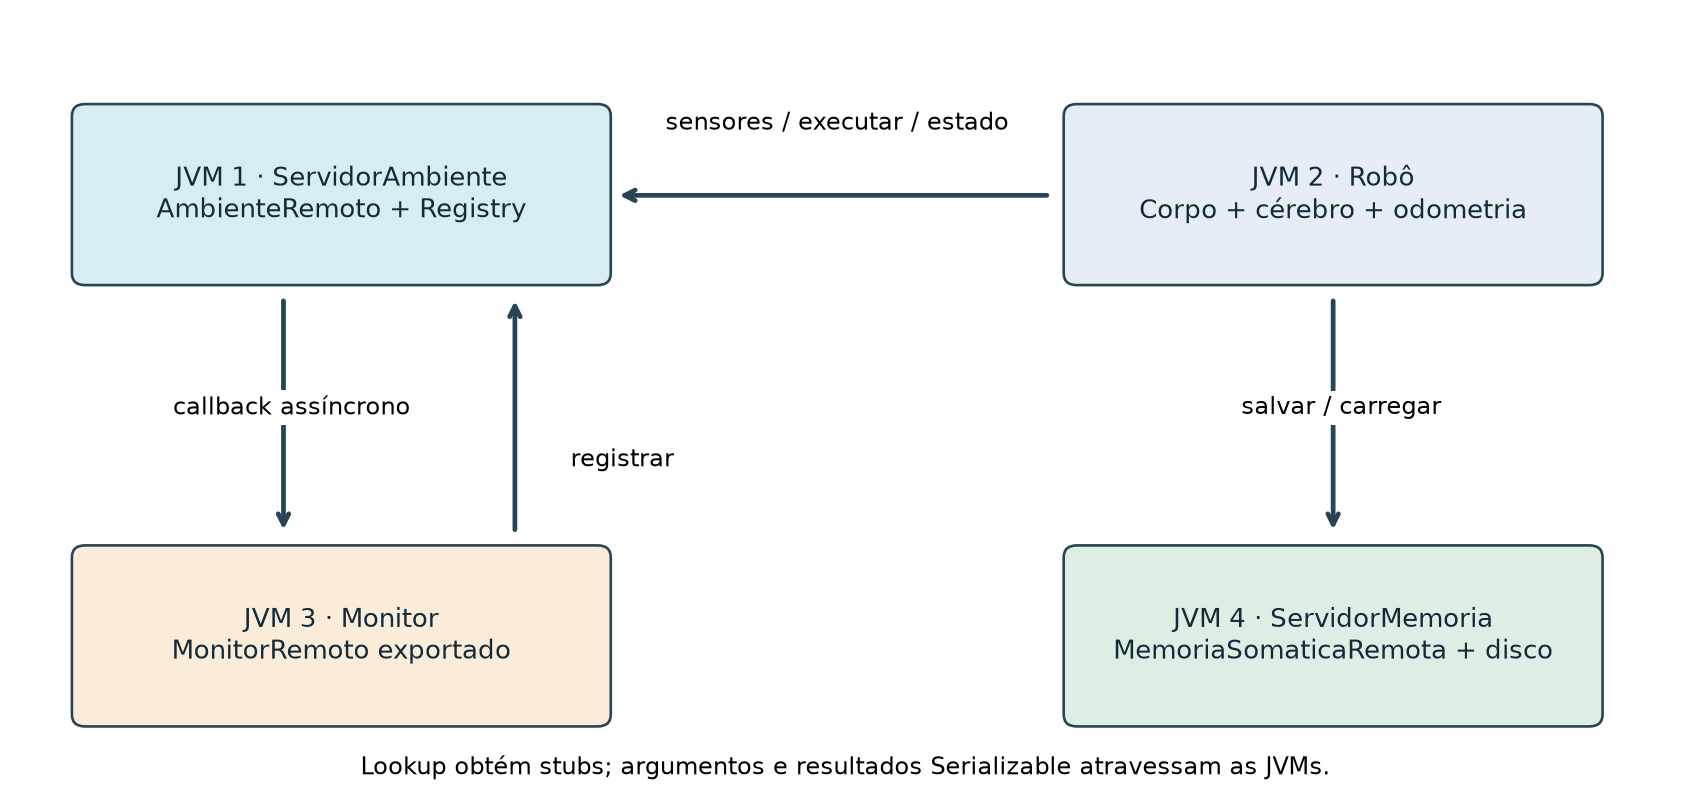 sensores / executar / estado
JVM 1 · ServidorAmbiente
AmbienteRemoto + Registry
JVM 2 · Robô
Corpo + cérebro + odometria
callback assíncrono
registrar
salvar / carregar
JVM 3 · Monitor
MonitorRemoto exportado
JVM 4 · ServidorMemoria
MemoriaSomaticaRemota + disco
Lookup obtém stubs; argumentos e resultados Serializable atravessam as JVMs.